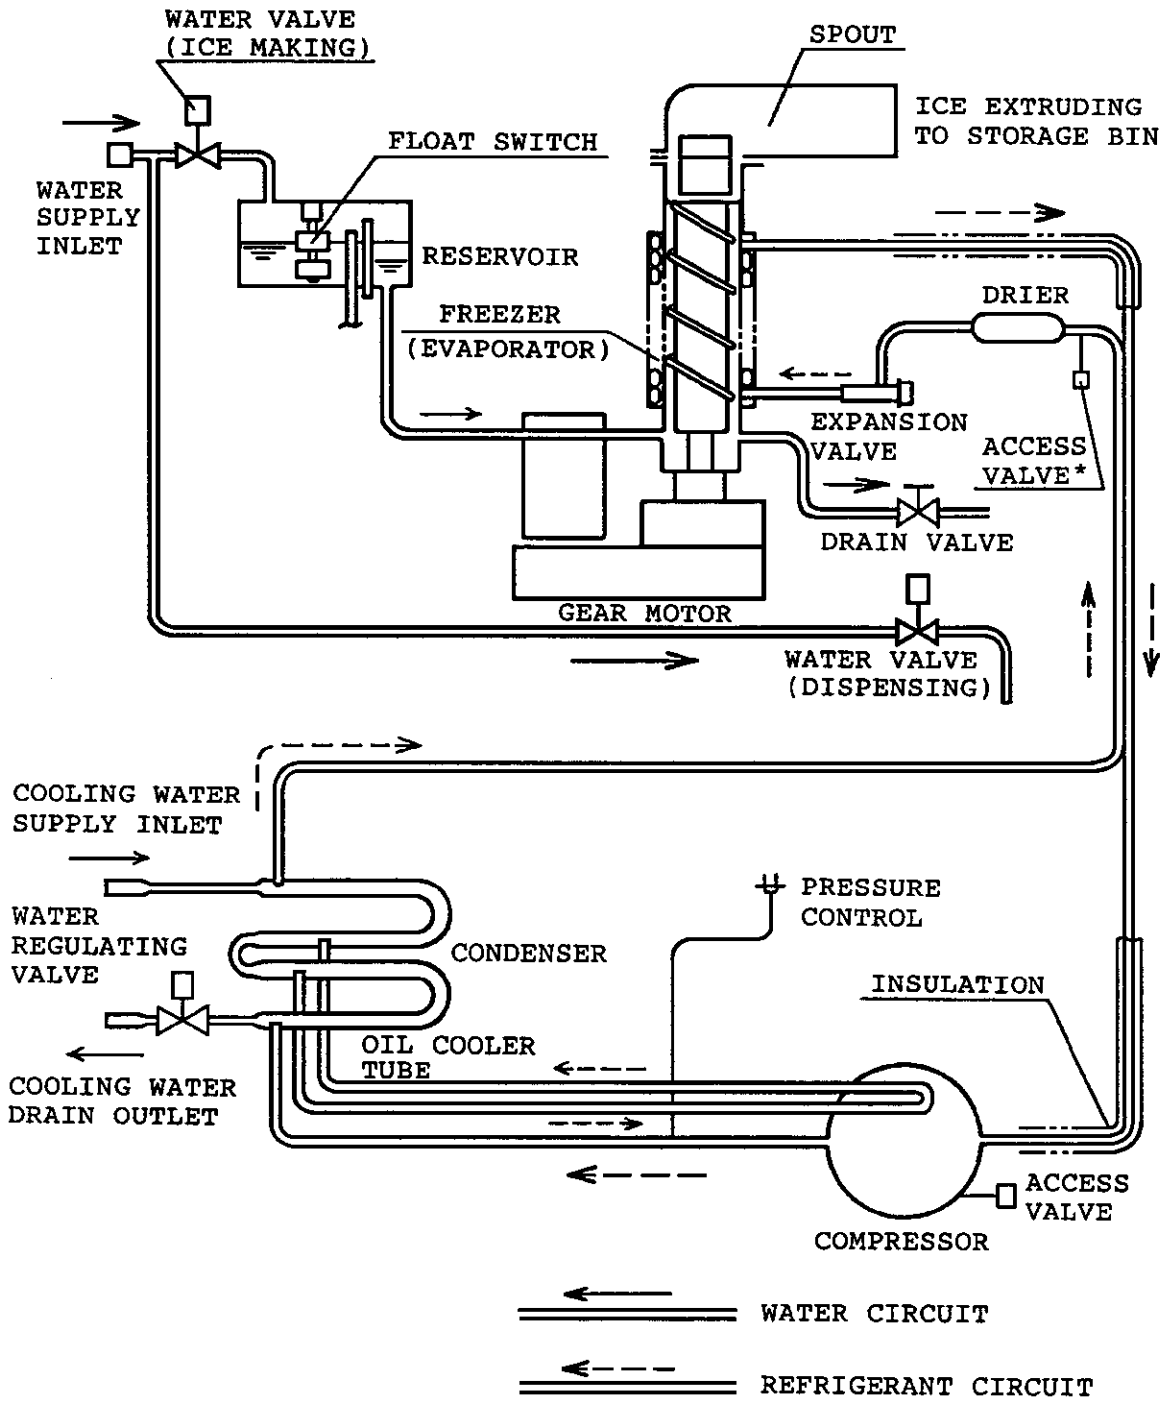 WATER VALVE
(ICE MAKING)
SPOUT
ICE EXTRUDING
TO STORAGE BIN
FLOAT SWITCH
WATER
SUPPLY
INLET
RESERVOIR
DRIER
FREEZER
(EVAPORATOR)
EXPANSION
VALVE
ACCESS
VALVE*
DRAIN VALVE
GEAR MOTOR
WATER VALVE
(DISPENSING)
COOLING WATER
SUPPLY INLET
PRESSURE
CONTROL
WATER
REGULATING
VALVE
CONDENSER
INSULATION
OIL COOLER
TUBE
COOLING WATER
DRAIN OUTLET
ACCESS
VALVE
COMPRESSOR
WATER CIRCUIT
REFRIGERANT CIRCUIT